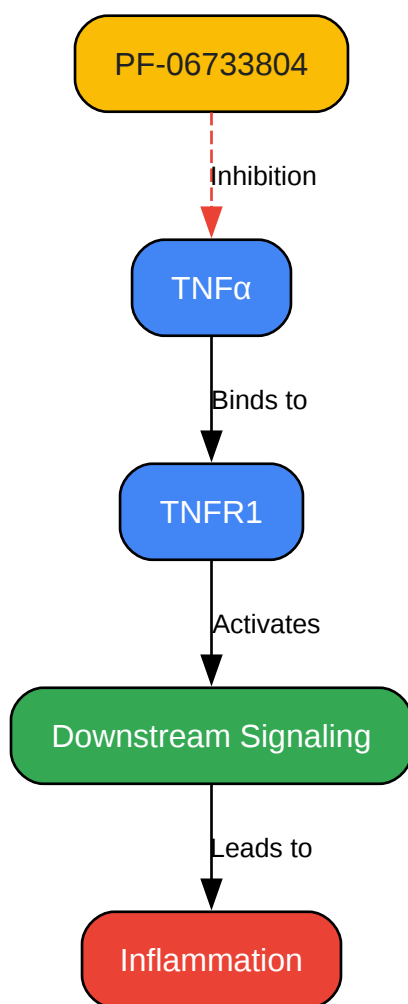 PF-06733804
Inhibition
TNFα
Binds to
TNFR1
Activates
Downstream Signaling
Leads to
Inflammation